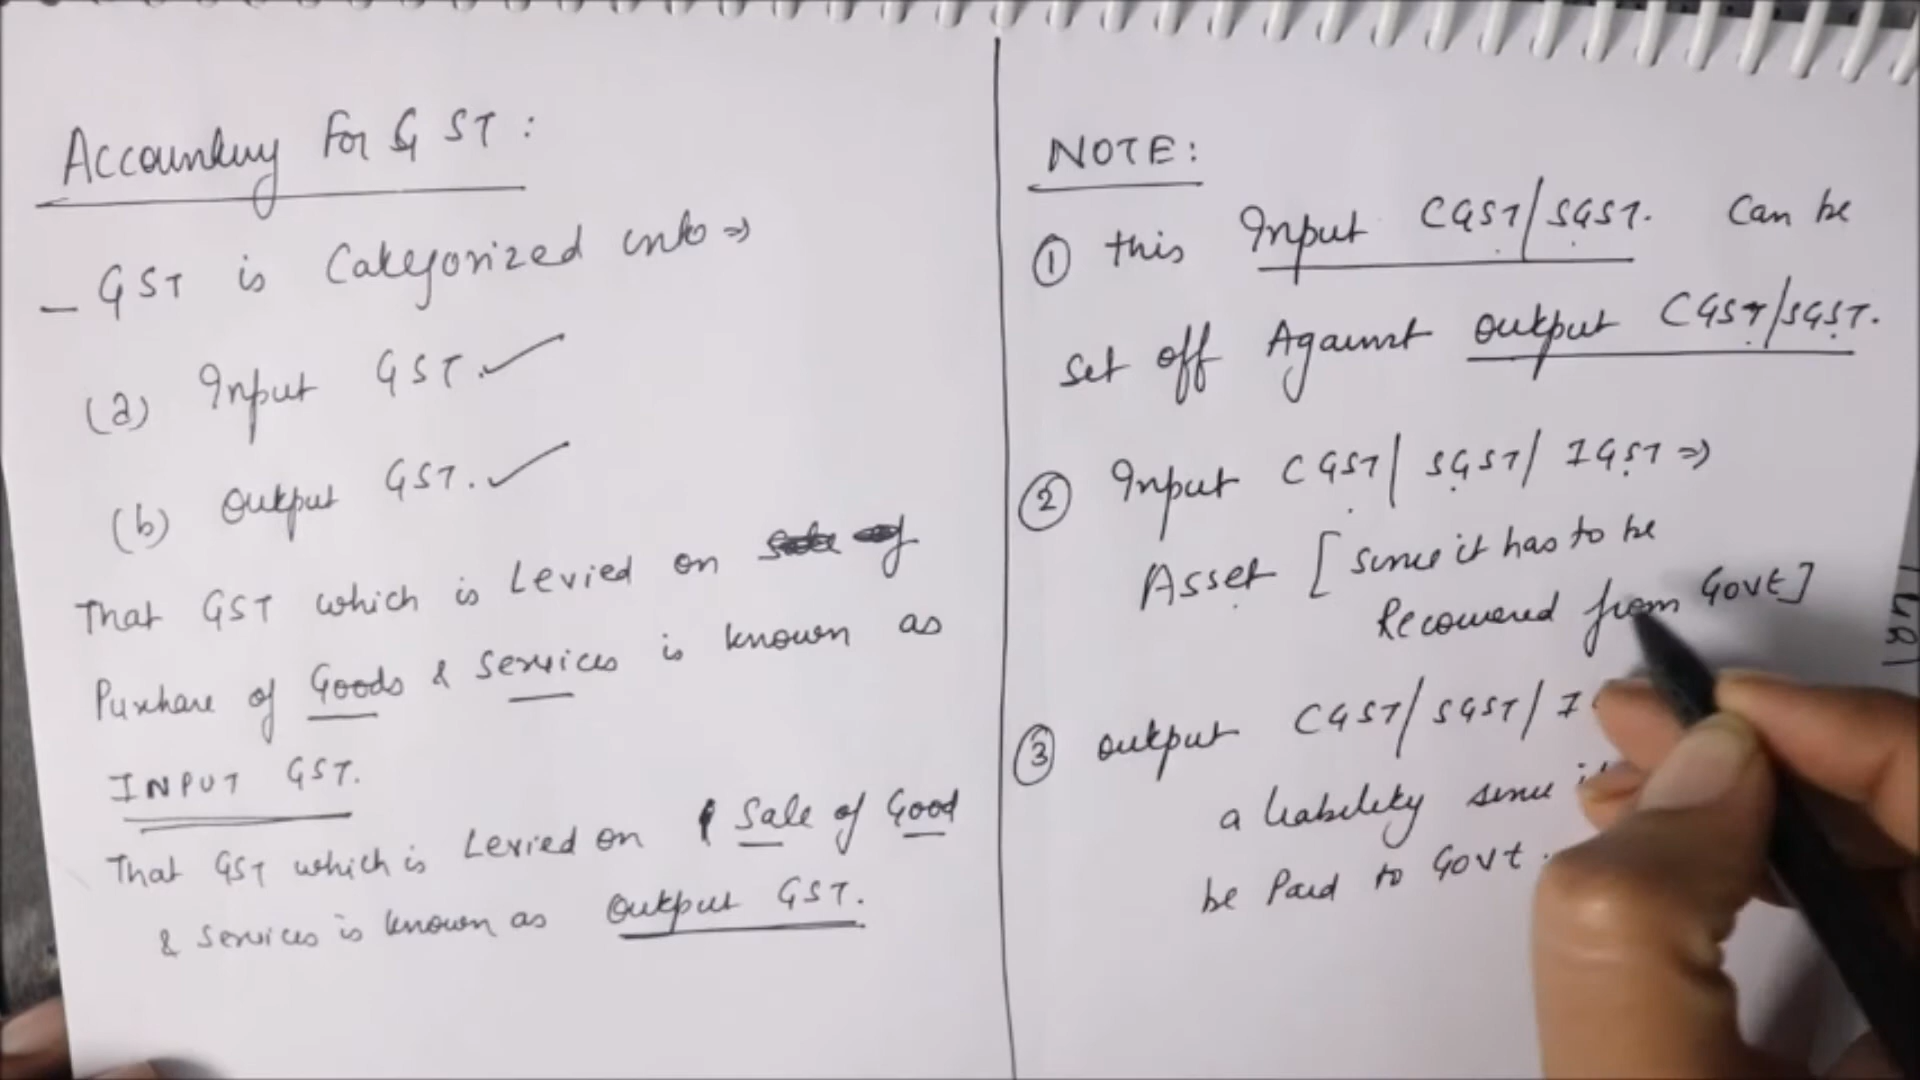 Accounting For GST:
- GST is Categorized into ⇒
(a) Input GST. ✓
(b) Output GST. ✓
That GST which is Levied on of
Purchase of Goods & Services is known as
INPUT GST.
That GST which is Levied on Sale of Good
& Services is known as Output GST.
NOTE:
① this Input CGST/SGST. Can be
Set off Against Output CGST/SGST.
② Input CGST/SGST/IGST ⇒
Asset [Since it has to be
Recovered from Govt]
③ Output CGST/SGST/I
a liability since it
be Paid to Govt.